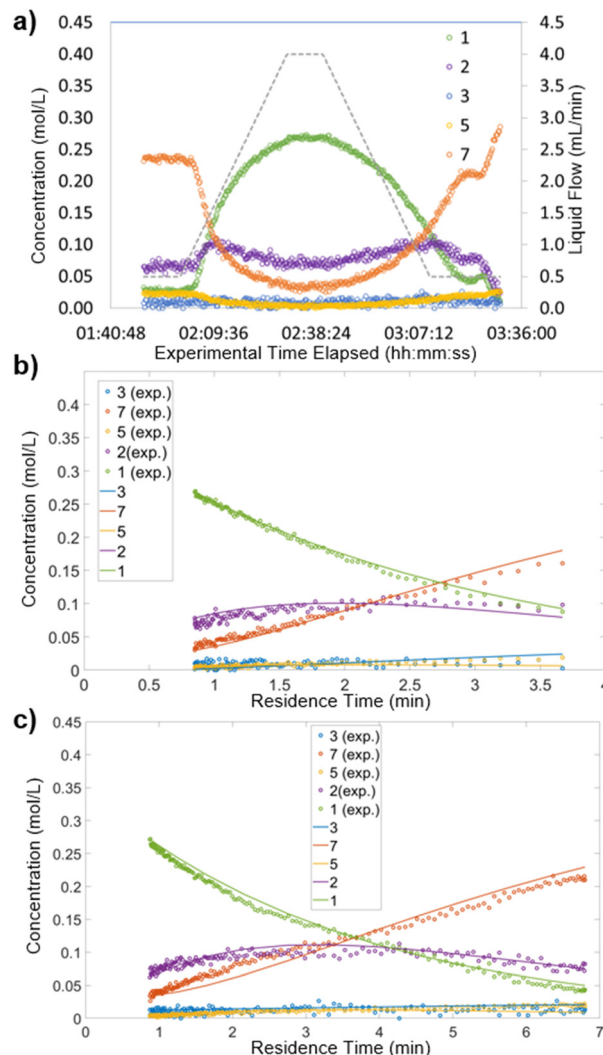 a)
0.45
0.40
0.35
0.30
0.25
0.20
0.15
0.10
0.05
0.00
Concentration (mol/L)
1
2
3
5
7
4.5
4.0
3.5
3.0
2.5
2.0
1.5
1.0
0.5
0.0
Liquid Flow (mL/min)
01:40:48 02:09:36 02:38:24 03:07:12 03:36:00
Experimental Time Elapsed (hh:mm:ss)
b)
0.4
0.35
0.3
0.25
0.2
0.15
0.1
0.05
0
Concentration (mol/L)
3 (exp.)
7 (exp.)
5 (exp.)
2(exp.)
1 (exp.)
3
7
5
2
1
0 0.5 1 1.5 2 2.5 3 3.5 4
Residence Time (min)
c)
0.45
0.4
0.35
0.3
0.25
0.2
0.15
0.1
0.05
0
Concentration (mol/L)
3 (exp.)
7 (exp.)
5 (exp.)
2(exp.)
1 (exp.)
3
7
5
2
1
0 1 2 3 4 5 6 7
Residence Time (min)